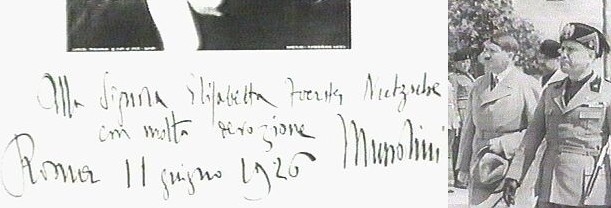 Alla Signora Elisabetta Foerster Nietzsche
con molta devozione
Mussolini
Roma 11 giugno 1926